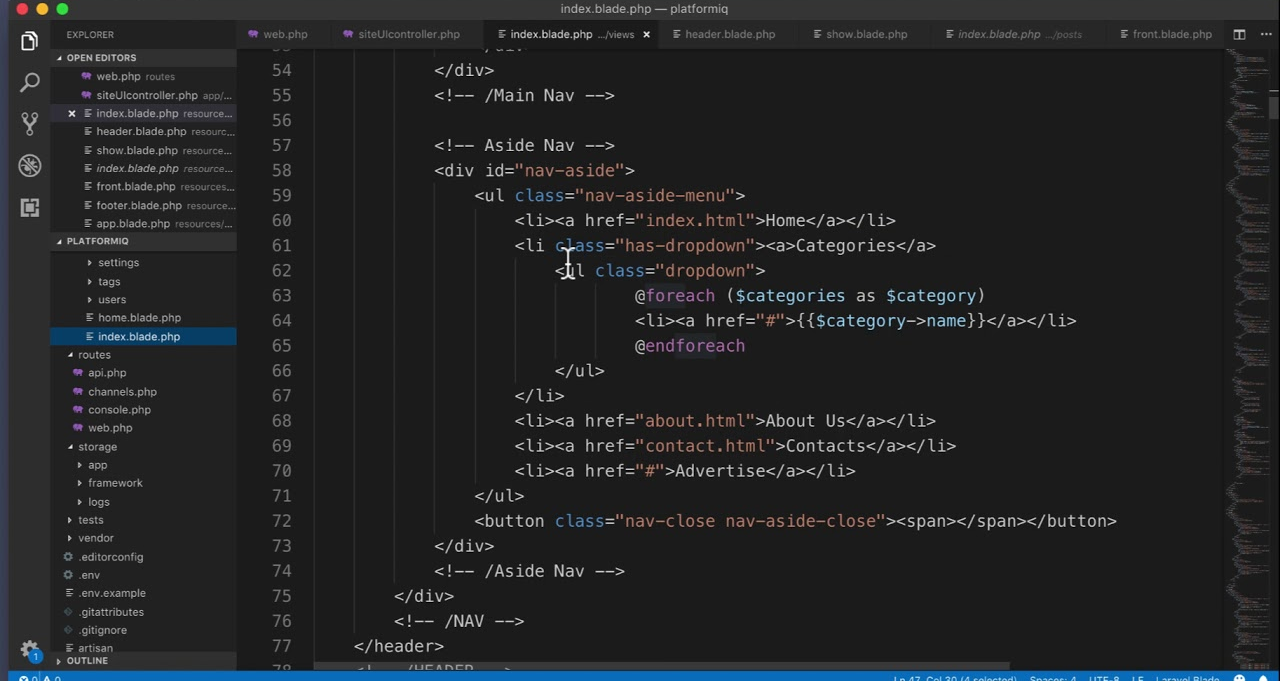 index.blade.php — platformiq
EXPLORER
web.php
siteUIcontroller.php
index.blade.php .../views
header.blade.php
show.blade.php
index.blade.php .../posts
front.blade.php
OPEN EDITORS
web.php routes
siteUIcontroller.php app/...
index.blade.php resource...
header.blade.php resourc...
show.blade.php resource...
index.blade.php resource...
front.blade.php resources...
footer.blade.php resource...
app.blade.php resources/...
PLATFORMIQ
settings
tags
users
home.blade.php
index.blade.php
routes
api.php
channels.php
console.php
web.php
storage
app
framework
logs
tests
vendor
.editorconfig
.env
.env.example
.gitattributes
.gitignore
artisan
OUTLINE
53 </div>
54 </div>
55 <!-- /Main Nav -->
56
57 <!-- Aside Nav -->
58 <div id="nav-aside">
59 <ul class="nav-aside-menu">
60 <li><a href="index.html">Home</a></li>
61 <li class="has-dropdown"><a>Categories</a>
62 <ul class="dropdown">
63 @foreach ($categories as $category)
64 <li><a href="#">{{$category->name}}</a></li>
65 @endforeach
66 </ul>
67 </li>
68 <li><a href="about.html">About Us</a></li>
69 <li><a href="contact.html">Contacts</a></li>
70 <li><a href="#">Advertise</a></li>
71 </ul>
72 <button class="nav-close nav-aside-close"><span></span></button>
73 </div>
74 <!-- /Aside Nav -->
75 </div>
76 <!-- /NAV -->
77 </header>
78 <!-- /HEADER -->
1
0 0
Ln 47, Col 30 (4 selected) Spaces: 4 UTF-8 LF Laravel Blade